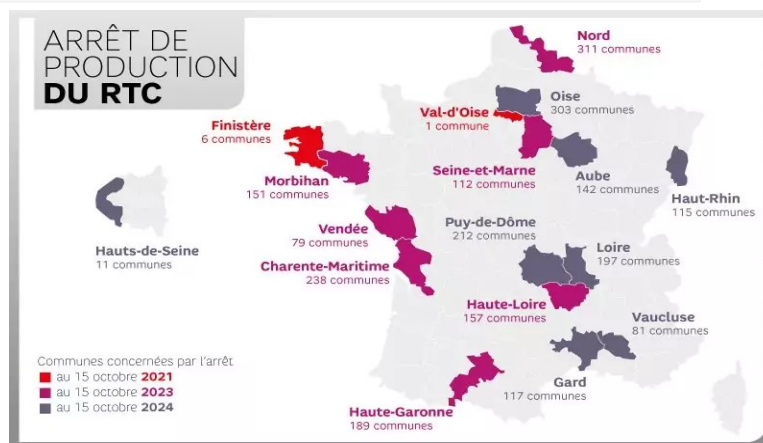 ARRÊT DE
PRODUCTION
DU RTC
Nord
311 communes
Oise
303 communes
Val-d'Oise
1 commune
Finistère
6 communes
Seine-et-Marne
112 communes
Aube
142 communes
Morbihan
151 communes
Haut-Rhin
115 communes
Vendée
79 communes
Puy-de-Dôme
212 communes
Hauts-de-Seine
11 communes
Loire
197 communes
Charente-Maritime
238 communes
Haute-Loire
157 communes
Vaucluse
81 communes
Gard
117 communes
Haute-Garonne
189 communes
Communes concernées par l'arrêt
au 15 octobre 2021
au 15 octobre 2023
au 15 octobre 2024